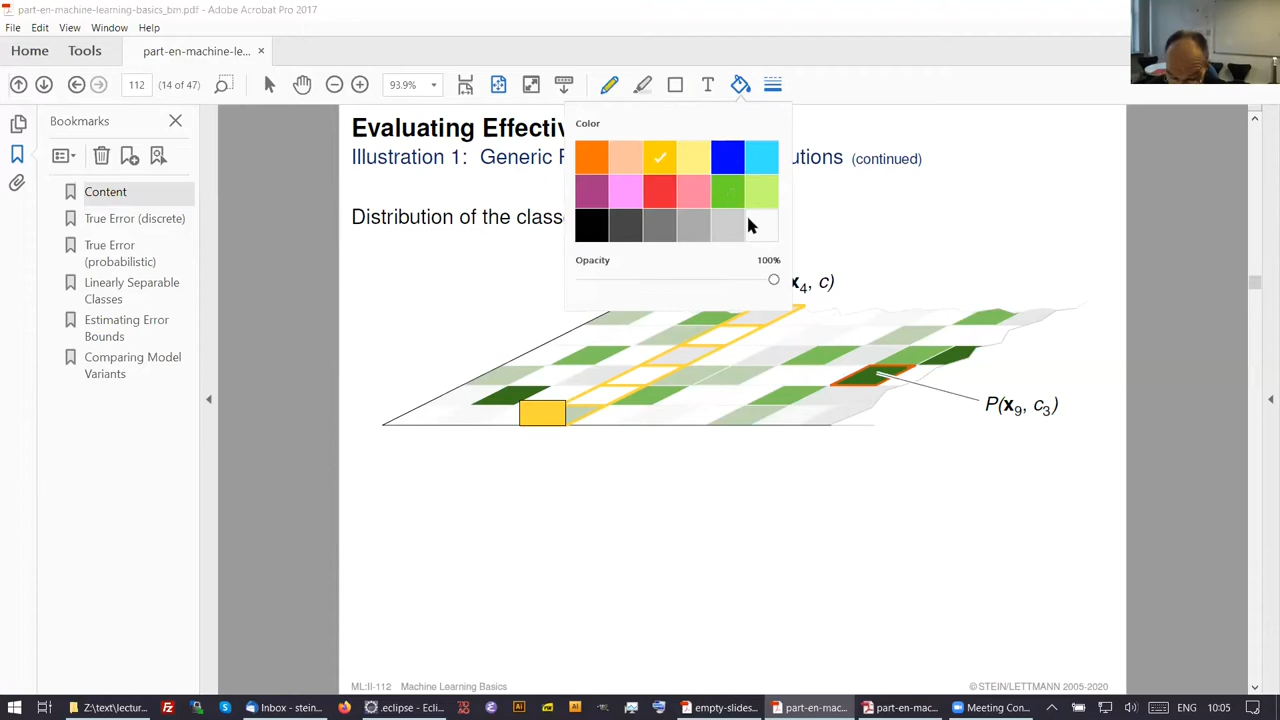 part-en-machine-learning-basics_bm.pdf - Adobe Acrobat Pro 2017
File Edit View Window Help
Home Tools part-en-machine-le... ×
112 (14 of 47) 93.9%
Bookmarks
Content
True Error (discrete)
True Error
(probabilistic)
Linearly Separable
Classes
Estimating Error
Bounds
Comparing Model
Variants
Color
Opacity 100%
Evaluating Effectiv
Illustration 1: Generic utions (continued)
Distribution of the classe
x4, c)
P(x9, c3)
ML:II-112 Machine Learning Basics ©STEIN/LETTMANN 2005-2020
Z:\text\lectur... Inbox - stein... eclipse - Ecli... empty-slides... part-en-mac... part-en-mac... Meeting Con... ENG 10:05